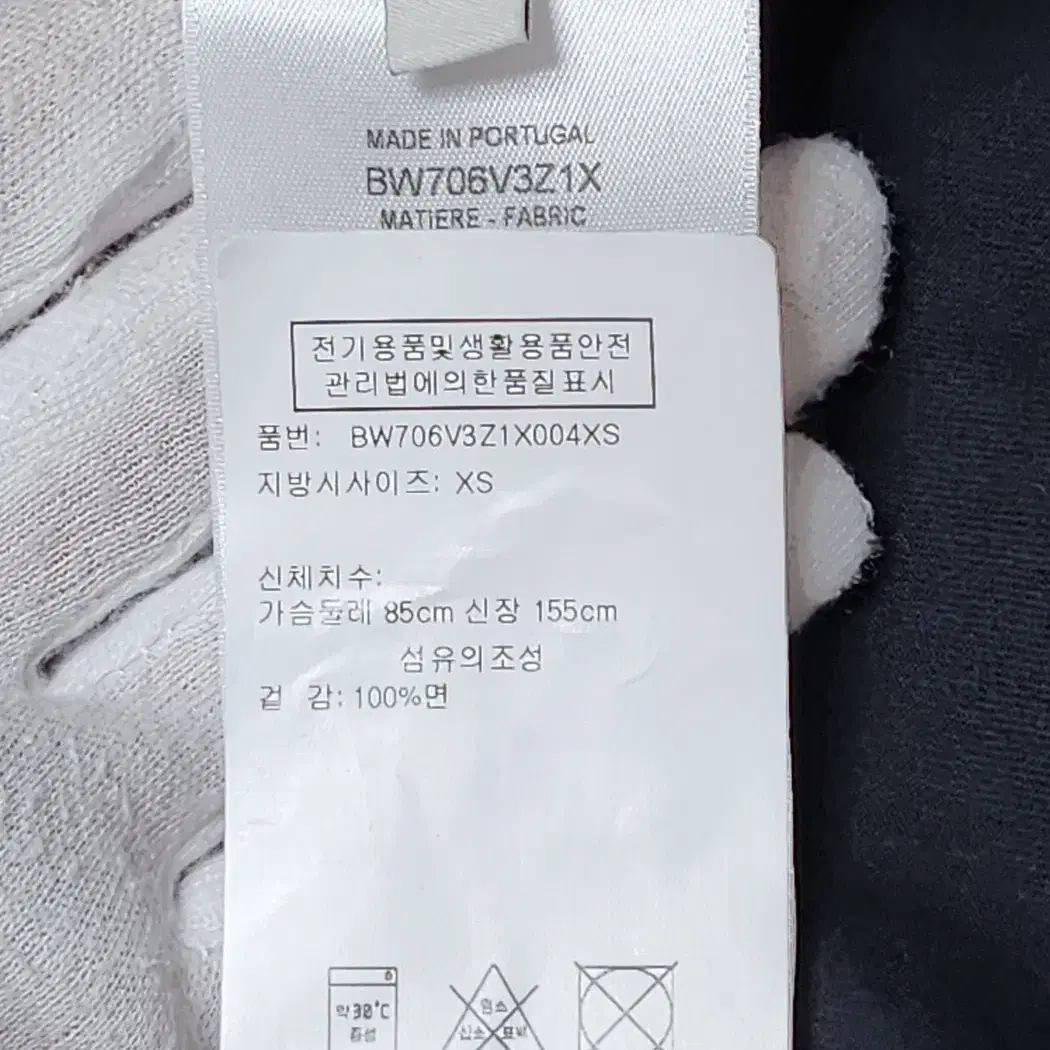 MADE IN PORTUGAL
BW706V3Z1X
MATIERE - FABRIC
전기용품및생활용품안전
관리법에의한품질표시
품번: BW706V3Z1X004XS
지방시사이즈: XS
신체치수:
가슴둘레 85cm 신장 155cm
섬유의조성
겉 감: 100%면
약30℃
중성
염소
산소 표백